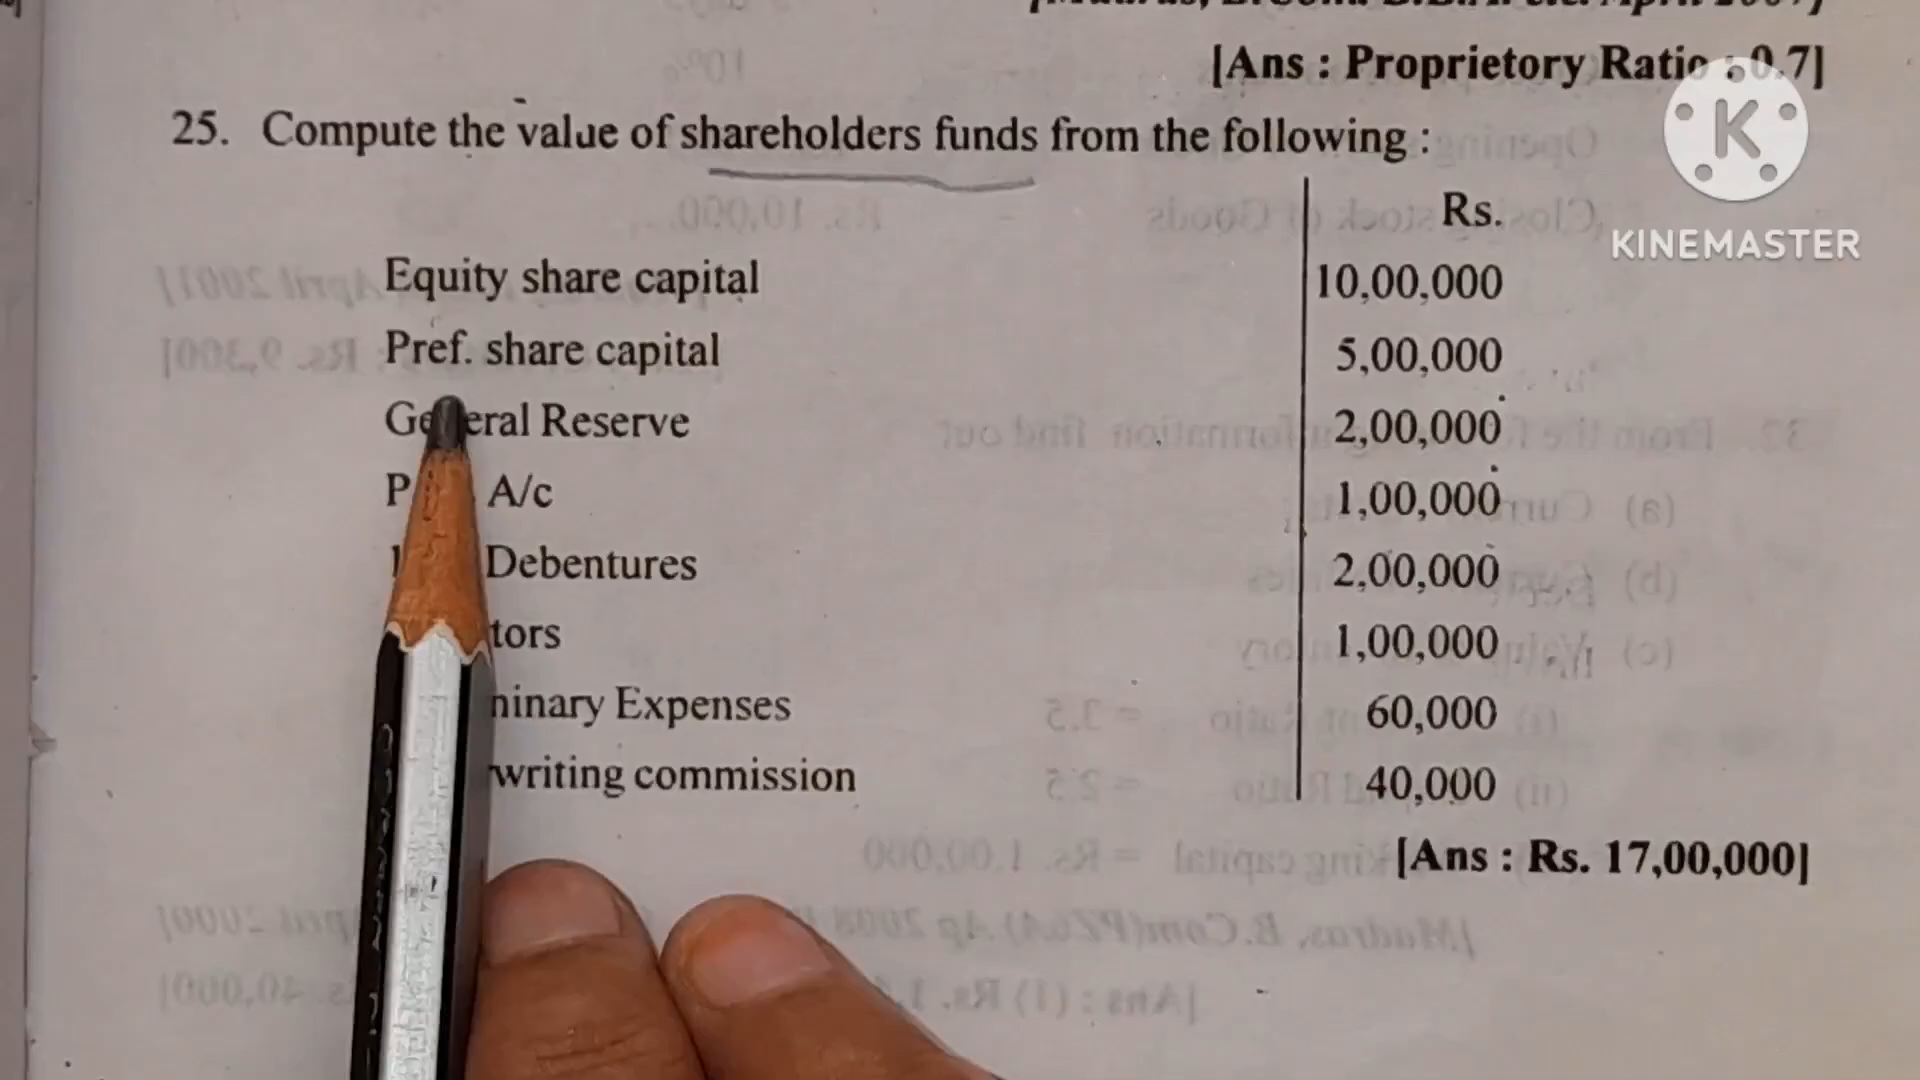 [Ans : Proprietory Ratio : 0.7]
25. Compute the value of shareholders funds from the following :
Rs.
KINEMASTER
Equity share capital 10,00,000
Pref. share capital 5,00,000
General Reserve 2,00,000
A/c 1,00,000
Debentures 2,00,000
tors 1,00,000
ninary Expenses 60,000
writing commission 40,000
[Ans : Rs. 17,00,000]